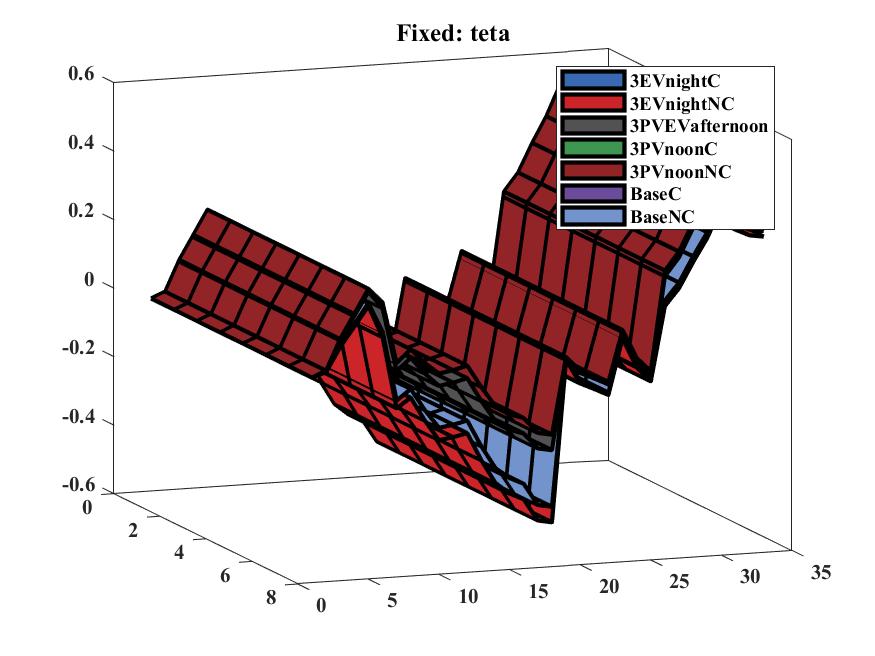 Fixed: teta
3EVnightC
3EVnightNC
3PVEVafternoon
3PVnoonC
3PVnoonNC
BaseC
BaseNC
0.6
0.4
0.2
0
-0.2
-0.4
-0.6
0
2
4
6
8
0
5
10
15
20
25
30
35